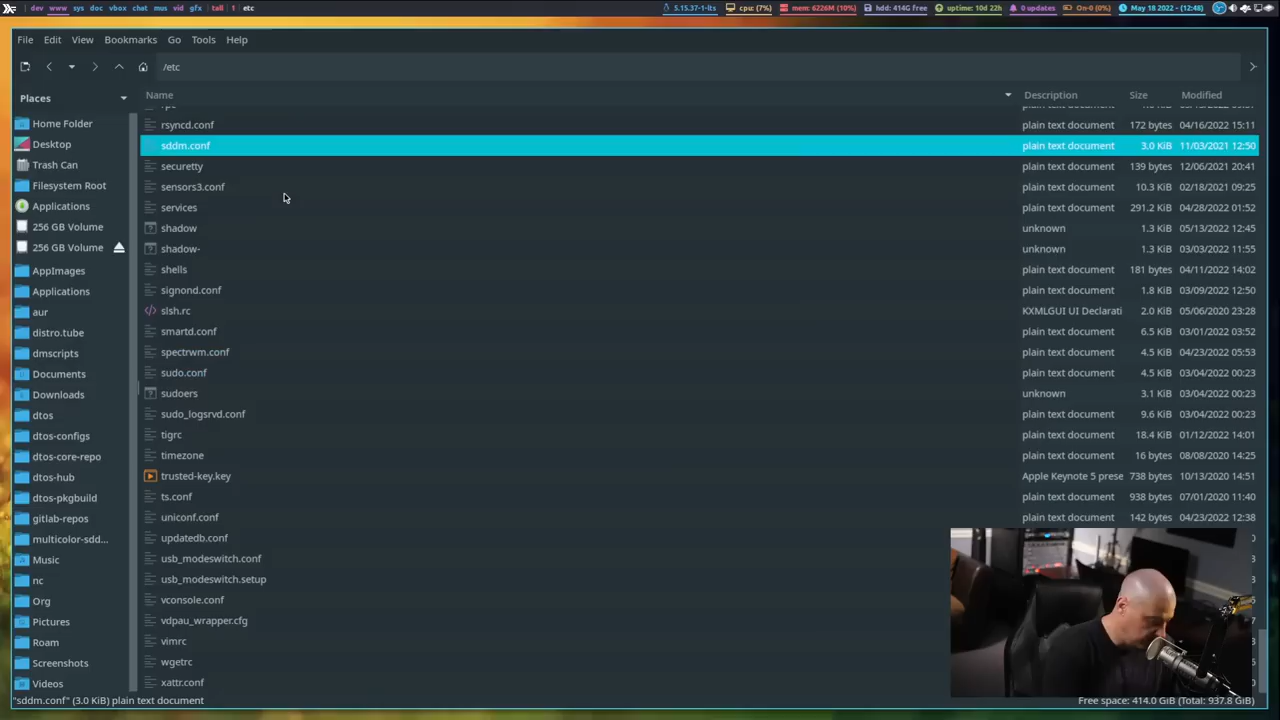 dev www sys doc vbox chat mus vid gfx | tall | 1 | etc
5.15.37-1-lts cpu: (7%) mem: 6226M (10%) hdd: 414G free uptime: 10d 22h 0 updates On-0 (0%) May 18 2022 - (12:48)
File Edit View Bookmarks Go Tools Help
/etc
Places
Name Description Size Modified
Home Folder
Desktop
Trash Can
Filesystem Root
Applications
256 GB Volume
256 GB Volume
AppImages
Applications
aur
distro.tube
dmscripts
Documents
Downloads
dtos
dtos-configs
dtos-core-repo
dtos-hub
dtos-pkgbuild
gitlab-repos
multicolor-sdd...
Music
nc
Org
Pictures
Roam
Screenshots
Videos
rsyncd.conf plain text document 172 bytes 04/16/2022 15:11
sddm.conf plain text document 3.0 KiB 11/03/2021 12:50
securetty plain text document 139 bytes 12/06/2021 20:41
sensors3.conf plain text document 10.3 KiB 02/18/2021 09:25
services plain text document 291.2 KiB 04/28/2022 01:52
shadow unknown 1.3 KiB 05/13/2022 12:45
shadow- unknown 1.3 KiB 03/03/2022 11:55
shells plain text document 181 bytes 04/11/2022 14:02
signond.conf plain text document 1.8 KiB 03/09/2022 12:50
slsh.rc KXMLGUI UI Declarati 2.0 KiB 05/06/2020 23:28
smartd.conf plain text document 6.5 KiB 03/01/2022 03:52
spectrwm.conf plain text document 4.5 KiB 04/23/2022 05:53
sudo.conf plain text document 4.5 KiB 03/04/2022 00:23
sudoers unknown 3.1 KiB 03/04/2022 00:23
sudo_logsrvd.conf plain text document 9.6 KiB 03/04/2022 00:23
tigrc plain text document 18.4 KiB 01/12/2022 14:01
timezone plain text document 16 bytes 08/08/2020 14:25
trusted-key.key Apple Keynote 5 prese 738 bytes 10/13/2020 14:51
ts.conf plain text document 938 bytes 07/01/2020 11:40
uniconf.conf plain text document 142 bytes 04/23/2022 12:38
updatedb.conf
usb_modeswitch.conf
usb_modeswitch.setup
vconsole.conf
vdpau_wrapper.cfg
vimrc
wgetrc
xattr.conf
"sddm.conf" (3.0 KiB) plain text document Free space: 414.0 GiB (Total: 937.8 GiB)